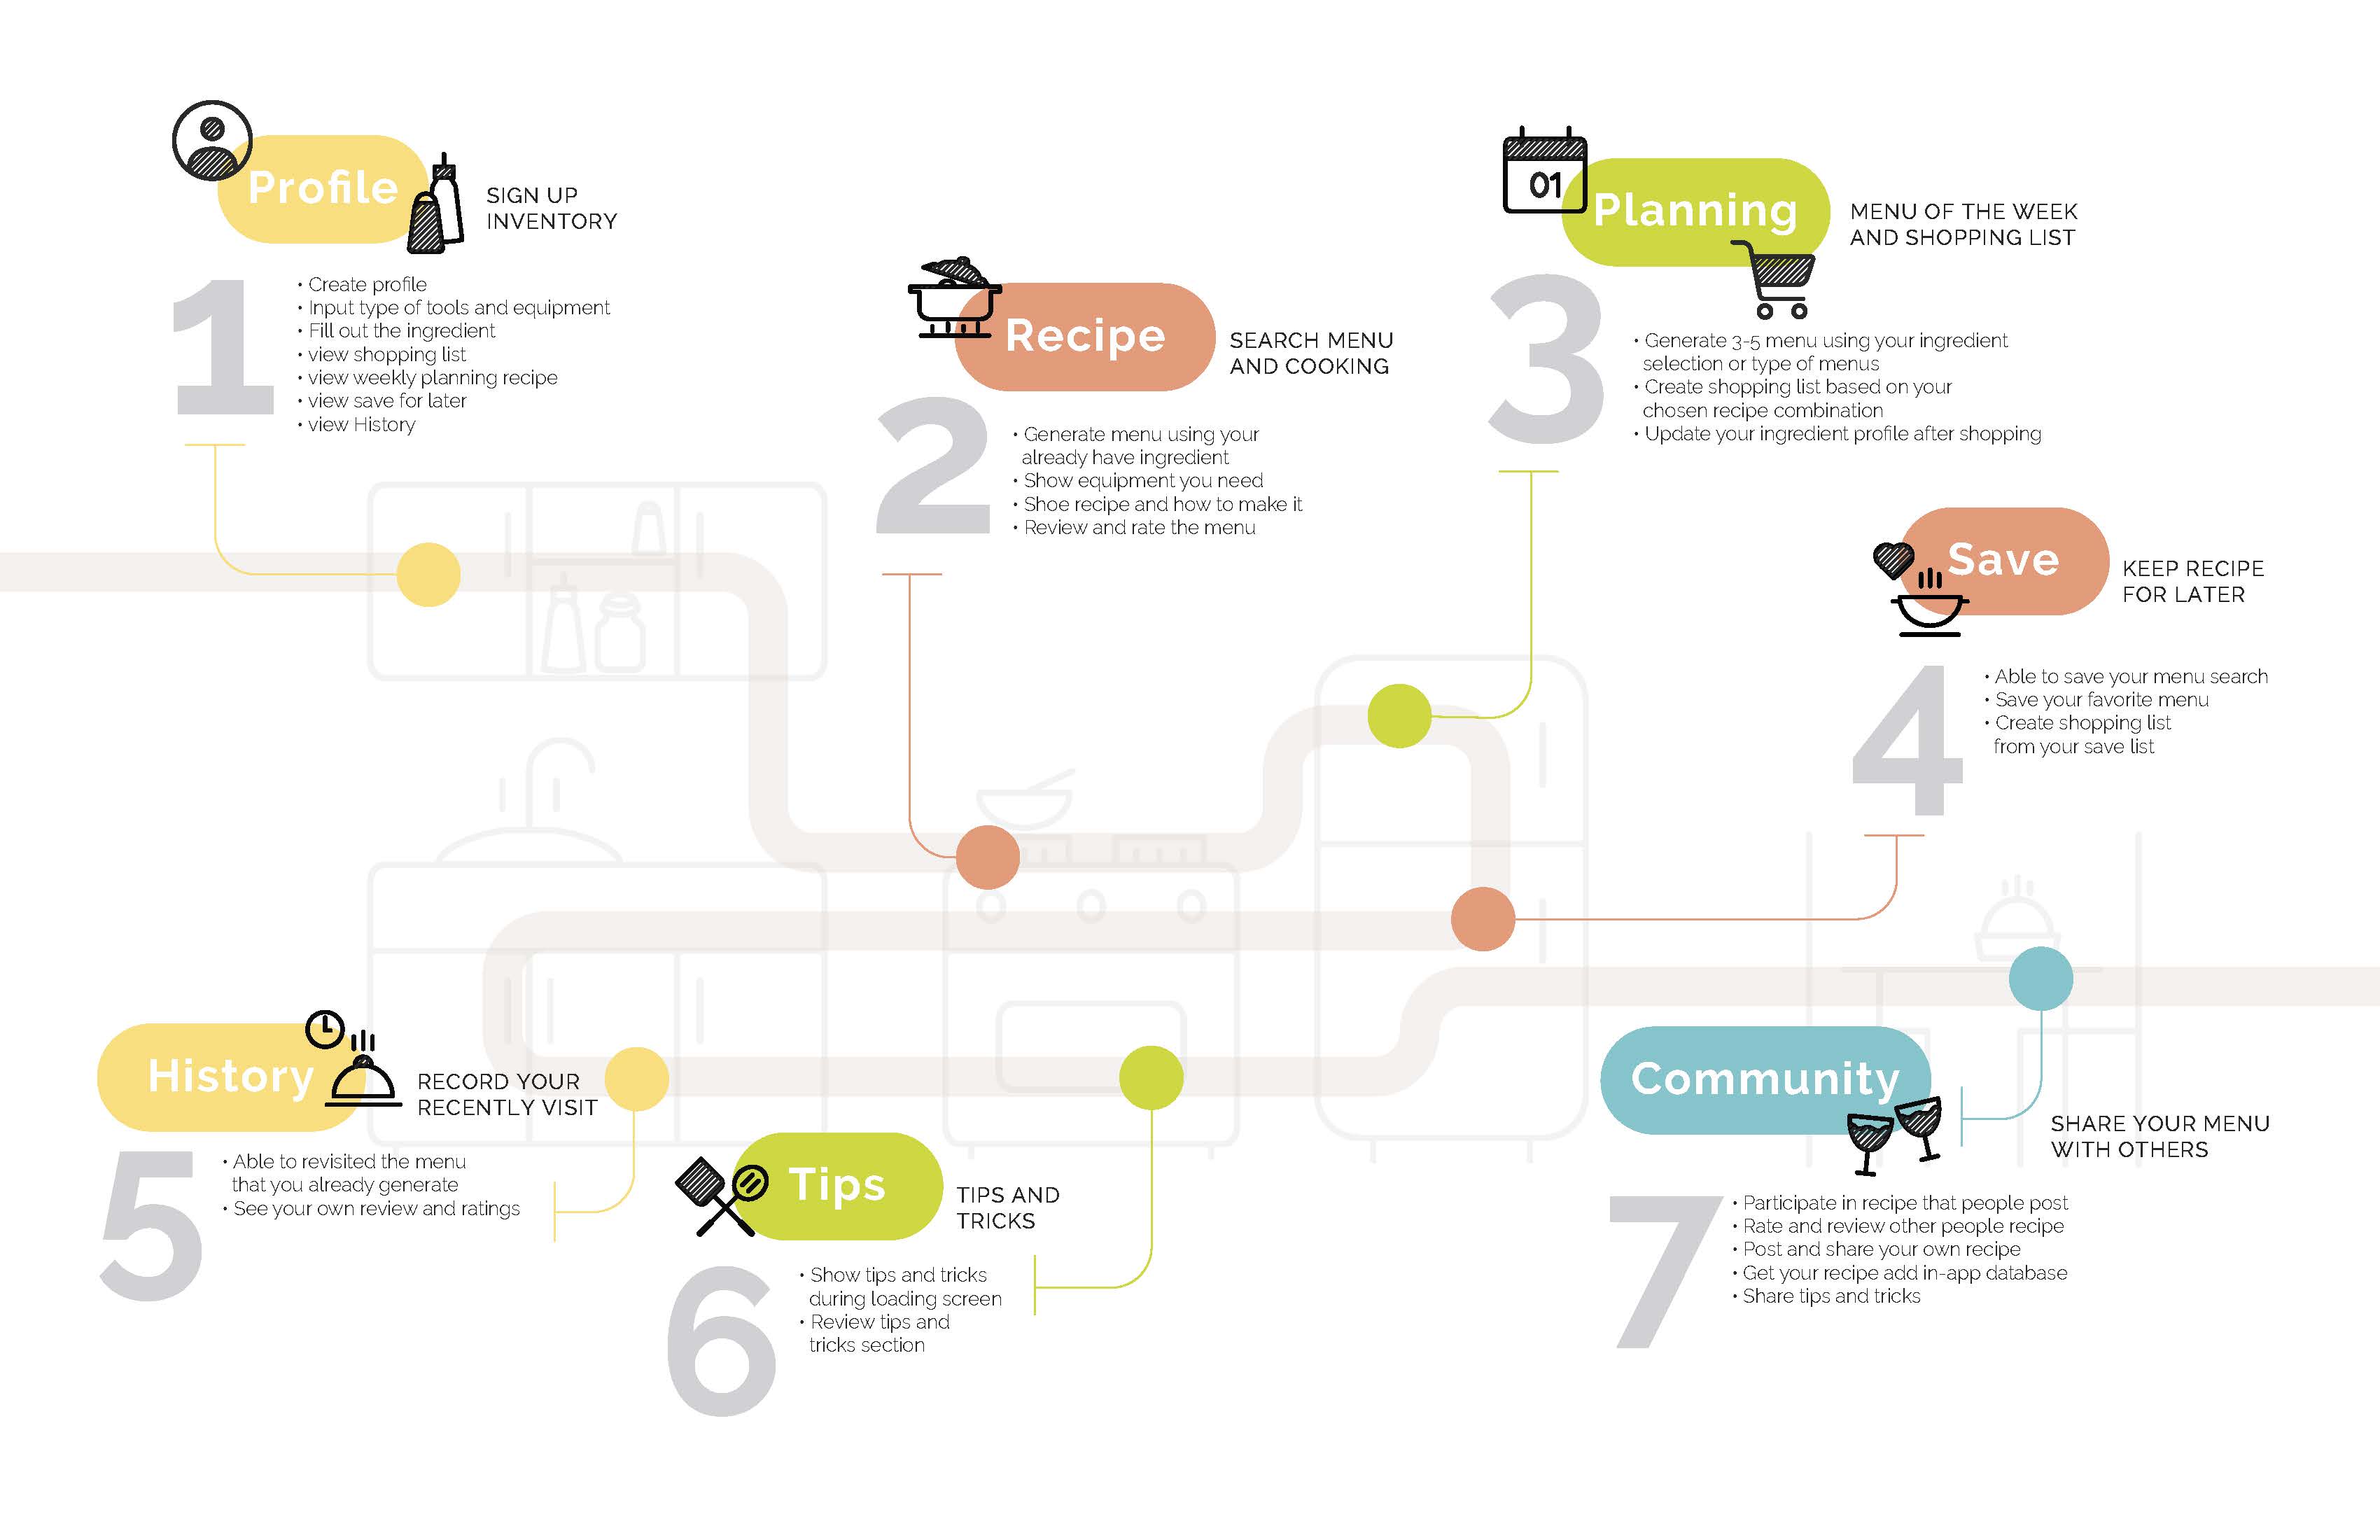 Profile
SIGN UP
INVENTORY
1
• Create profile
• Input type of tools and equipment
• Fill out the ingredient
• view shopping list
• view weekly planning recipe
• view save for later
• view History
Recipe
SEARCH MENU
AND COOKING
2
• Generate menu using your
already have ingredient
• Show equipment you need
• Shoe recipe and how to make it
• Review and rate the menu
01
Planning
MENU OF THE WEEK
AND SHOPPING LIST
3
• Generate 3-5 menu using your ingredient
selection or type of menus
• Create shopping list based on your
chosen recipe combination
• Update your ingredient profile after shopping
Save
KEEP RECIPE
FOR LATER
4
• Able to save your menu search
• Save your favorite menu
• Create shopping list
from your save list
History
RECORD YOUR
RECENTLY VISIT
5
• Able to revisited the menu
that you already generate
• See your own review and ratings
Tips
TIPS AND
TRICKS
6
• Show tips and tricks
during loading screen
• Review tips and
tricks section
Community
SHARE YOUR MENU
WITH OTHERS
7
• Participate in recipe that people post
• Rate and review other people recipe
• Post and share your own recipe
• Get your recipe add in-app database
• Share tips and tricks